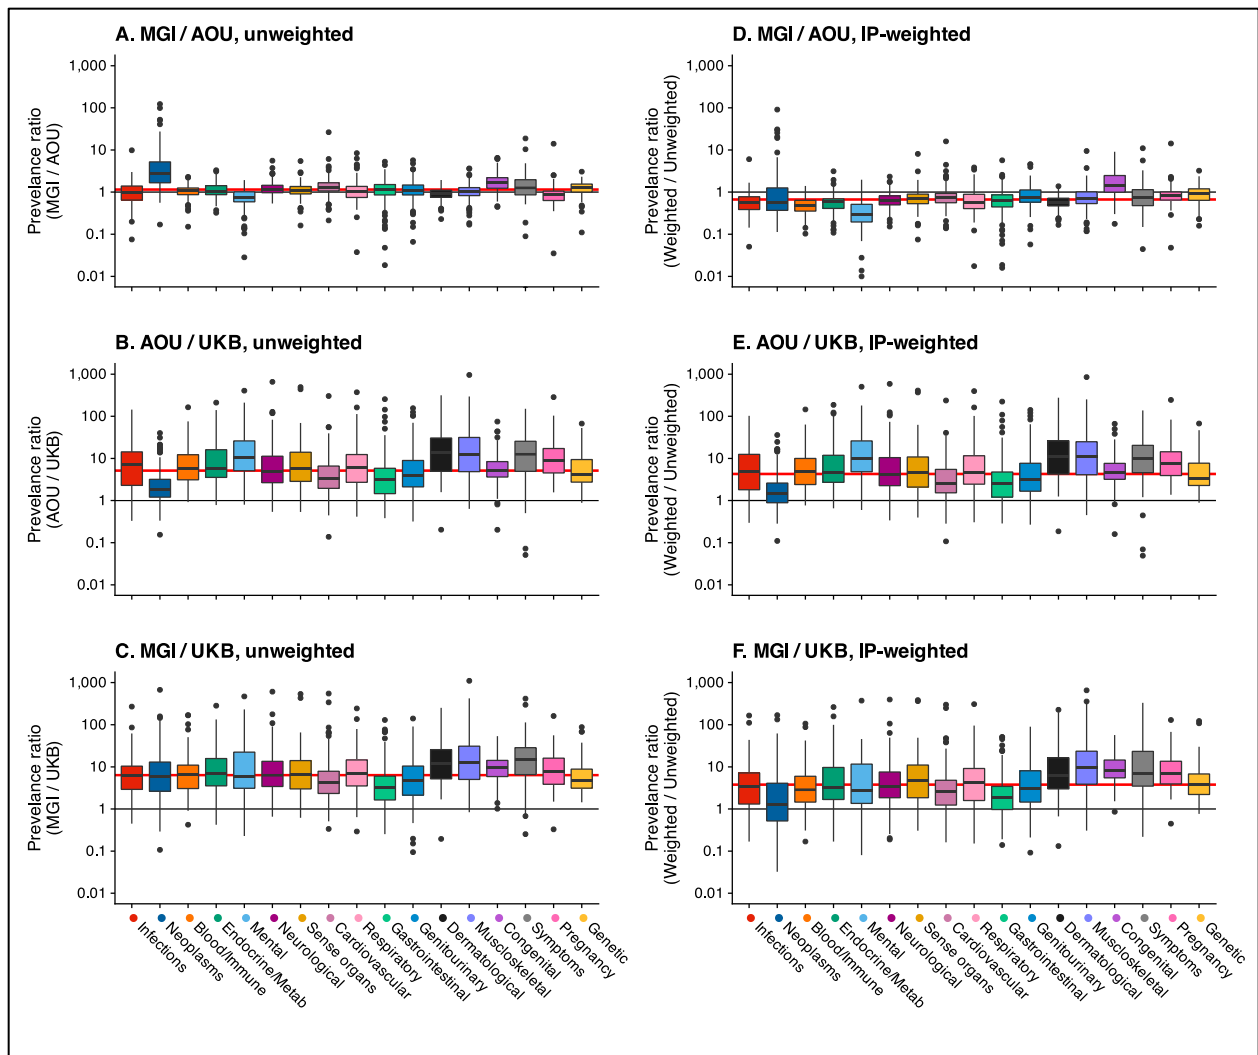 A. MGI / AOU, unweighted
Prevelance ratio
(MGI / AOU)
1,000
100
10
1
0.1
0.01
D. MGI / AOU, IP-weighted
Prevelance ratio
(Weighted / Unweighted)
1,000
100
10
1
0.1
0.01
B. AOU / UKB, unweighted
Prevelance ratio
(AOU / UKB)
1,000
100
10
1
0.1
0.01
E. AOU / UKB, IP-weighted
Prevelance ratio
(Weighted / Unweighted)
1,000
100
10
1
0.1
0.01
C. MGI / UKB, unweighted
Prevelance ratio
(MGI / UKB)
1,000
100
10
1
0.1
0.01
Infections
Neoplasms
Blood/Immune
Endocrine/Metab
Mental
Neurological
Sense organs
Cardiovascular
Respiratory
Gastrointestinal
Genitourinary
Dermatological
Muscloskeletal
Congenital
Symptoms
Pregnancy
Genetic
F. MGI / UKB, IP-weighted
Prevelance ratio
(Weighted / Unweighted)
1,000
100
10
1
0.1
0.01
Infections
Neoplasms
Blood/Immune
Endocrine/Metab
Mental
Neurological
Sense organs
Cardiovascular
Respiratory
Gastrointestinal
Genitourinary
Dermatological
Muscloskeletal
Congenital
Symptoms
Pregnancy
Genetic